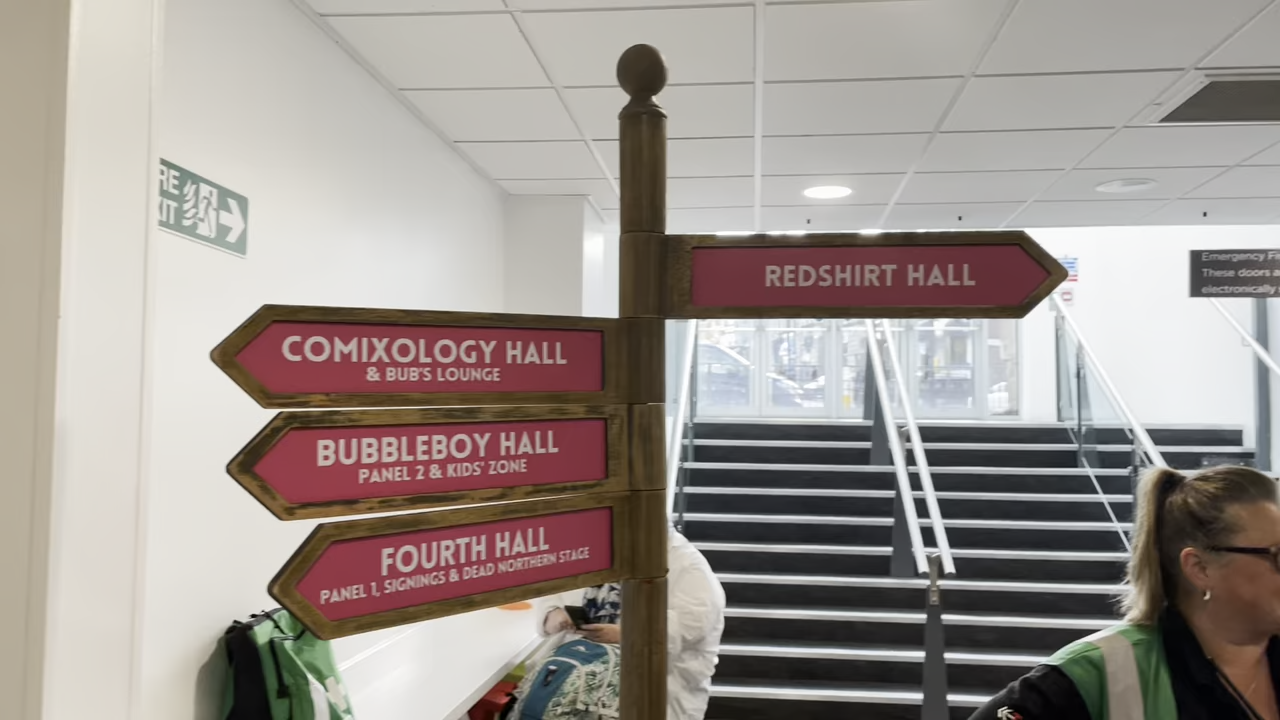 REDSHIRT HALL
COMIXOLOGY HALL
& BUB'S LOUNGE
BUBBLEBOY HALL
PANEL 2 & KIDS' ZONE
FOURTH HALL
PANEL 1, SIGNINGS & DEAD NORTHERN STAGE
Emergency
These doors
electronically